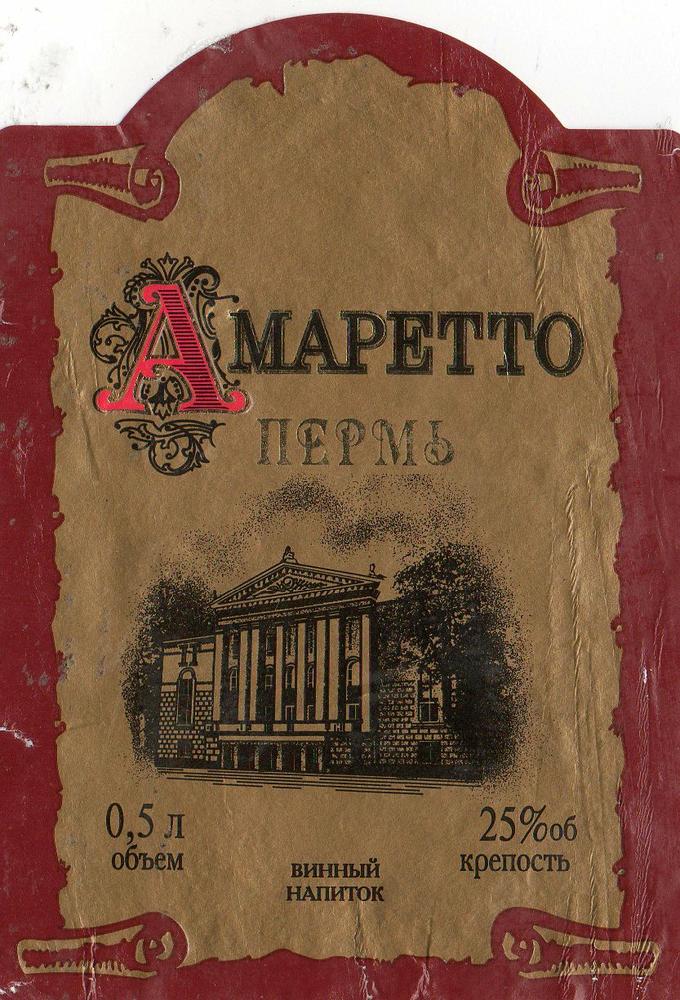 Амаретто
ПЕРМЬ
0,5 л
объем
25%об
крепость
ВИННЫЙ
НАПИТОК